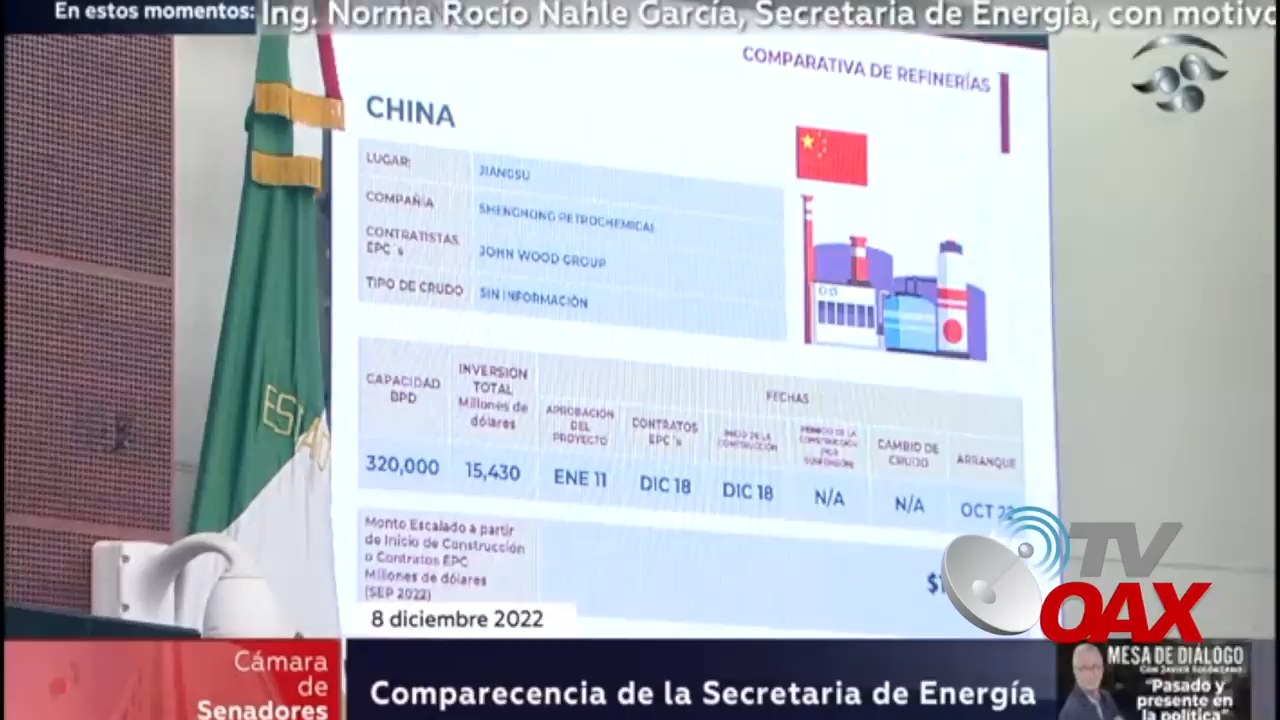 En estos momentos:
Ing. Norma Rocío Nahle García, Secretaria de Energía, con motivo
COMPARATIVA DE REFINERÍAS
CHINA
LUGAR: JIANGSU
COMPAÑIA SHENGHONG PETROCHEMICAL
CONTRATISTAS
EPC´s JOHN WOOD GROUP
TIPO DE CRUDO SIN INFORMACIÓN
CAPACIDAD
BPD
INVERSIÓN
TOTAL
Millones de
dólares
FECHAS
APROBACIÓN
DEL
PROYECTO
CONTRATOS
EPC´s
INICIO DE LA
CONSTRUCCIÓN
CAMBIO DE
CRUDO
ARRANQUE
320,000 15,430 ENE 11 DIC 18 DIC 18 N/A N/A OCT 22
Monto Escalado a partir
de Inicio de Construcción
o Contratos EPC
Millones de dólares
(SEP 2022)
8 diciembre 2022
TV
OAX
Cámara
de
Senadores
Comparecencia de la Secretaria de Energía
MESA DE DIÁLOGO
"Pasado y
presente en
la política"